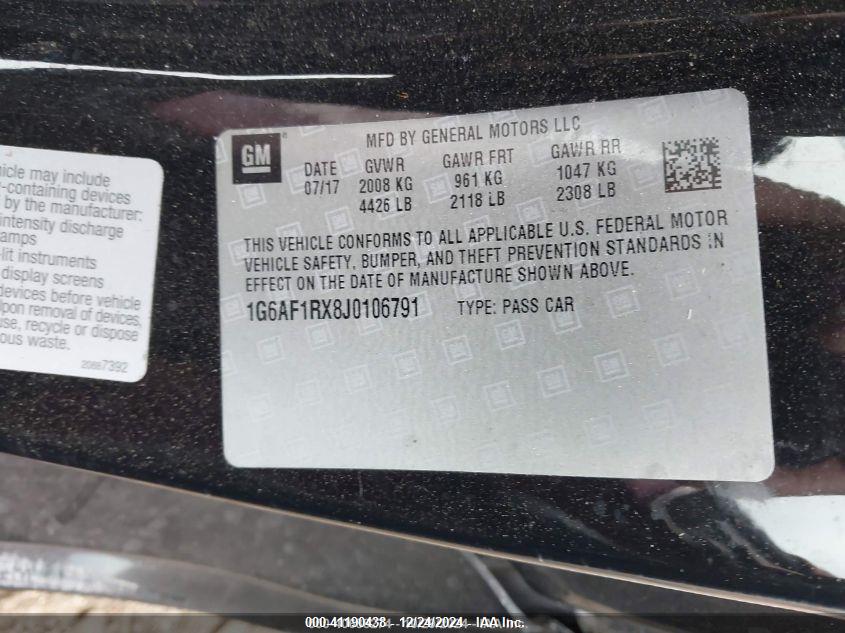 hicle may include
-containing devices
by the manufacturer:
intensity discharge
amps
-lit instruments
display screens
devices before vehicle
removal of devices,
use, recycle or dispose
ous waste.
20887392
GM
MFD BY GENERAL MOTORS LLC
DATE GVWR GAWR FRT GAWR RR
07/17 2008 KG 961 KG 1047 KG
4426 LB 2118 LB 2308 LB
THIS VEHICLE CONFORMS TO ALL APPLICABLE U.S. FEDERAL MOTOR
VEHICLE SAFETY, BUMPER, AND THEFT PREVENTION STANDARDS IN
EFFECT ON THE DATE OF MANUFACTURE SHOWN ABOVE.
1G6AF1RX8J0106791 TYPE: PASS CAR
000-41190438 - 12/24/2024 - IAA Inc.